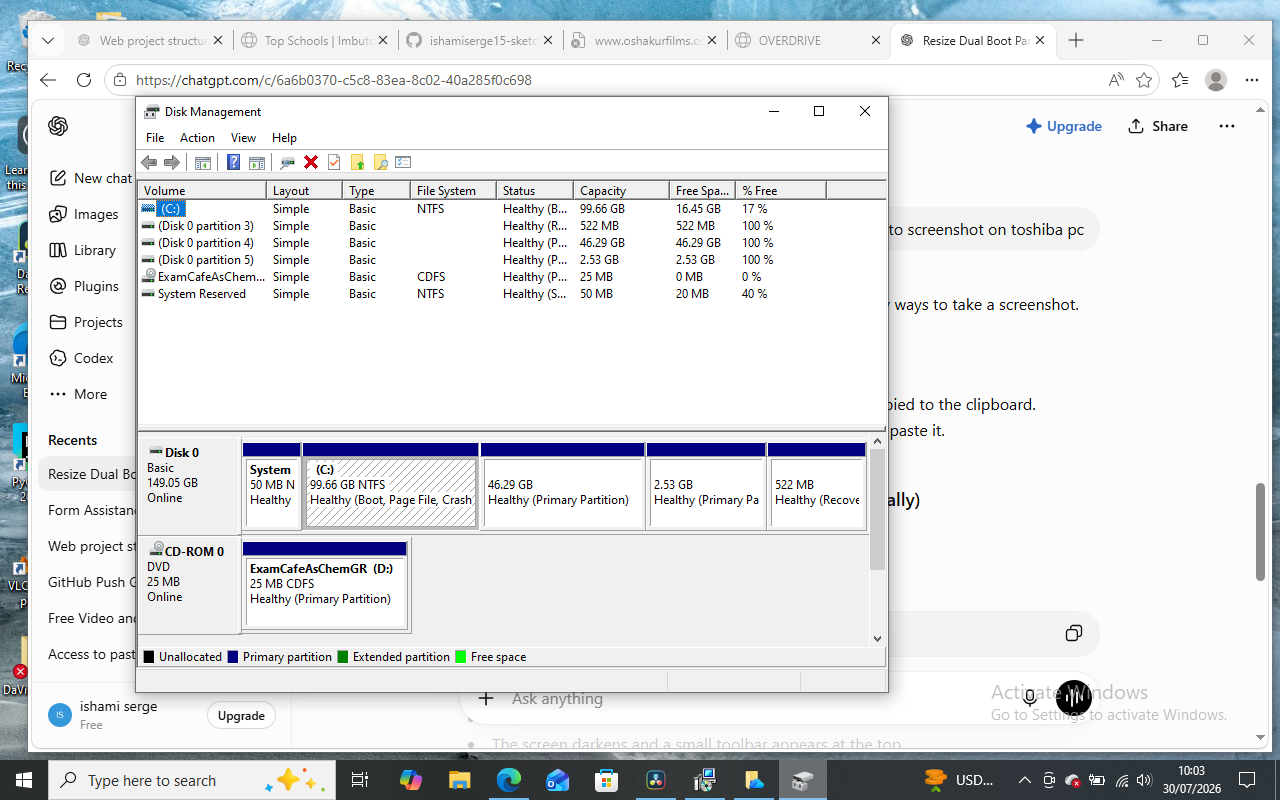 Web project structur
Top Schools | Imbuto
ishamiserge15-sketc
www.oshakurfilms.c
OVERDRIVE
Resize Dual Boot Par
https://chatgpt.com/c/6a6b0370-c5c8-83ea-8c02-40a285f0c698
Disk Management
File Action View Help
Volume Layout Type File System Status Capacity Free Spa... % Free
(C:) Simple Basic NTFS Healthy (B... 99.66 GB 16.45 GB 17 %
(Disk 0 partition 3) Simple Basic Healthy (R... 522 MB 522 MB 100 %
(Disk 0 partition 4) Simple Basic Healthy (P... 46.29 GB 46.29 GB 100 %
(Disk 0 partition 5) Simple Basic Healthy (P... 2.53 GB 2.53 GB 100 %
ExamCafeAsChem... Simple Basic CDFS Healthy (P... 25 MB 0 MB 0 %
System Reserved Simple Basic NTFS Healthy (S... 50 MB 20 MB 40 %
Disk 0
Basic
149.05 GB
Online
System
50 MB N
Healthy
(C:)
99.66 GB NTFS
Healthy (Boot, Page File, Crash
46.29 GB
Healthy (Primary Partition)
2.53 GB
Healthy (Primary Pa
522 MB
Healthy (Recove
CD-ROM 0
DVD
25 MB
Online
ExamCafeAsChemGR (D:)
25 MB CDFS
Healthy (Primary Partition)
Unallocated Primary partition Extended partition Free space
New chat
Images
Library
Plugins
Projects
Codex
More
Recents
Resize Dual Bo
Form Assistan
Web project st
GitHub Push G
Free Video and
Access to past
IS
ishami serge
Free
Upgrade
Upgrade
Share
to screenshot on toshiba pc
ways to take a screenshot.
pied to the clipboard.
paste it.
ally)
Ask anything
The screen darkens and a small toolbar appears at the top
Activate Windows
Go to Settings to activate Windows.
Type here to search
USD...
10:03
30/07/2026